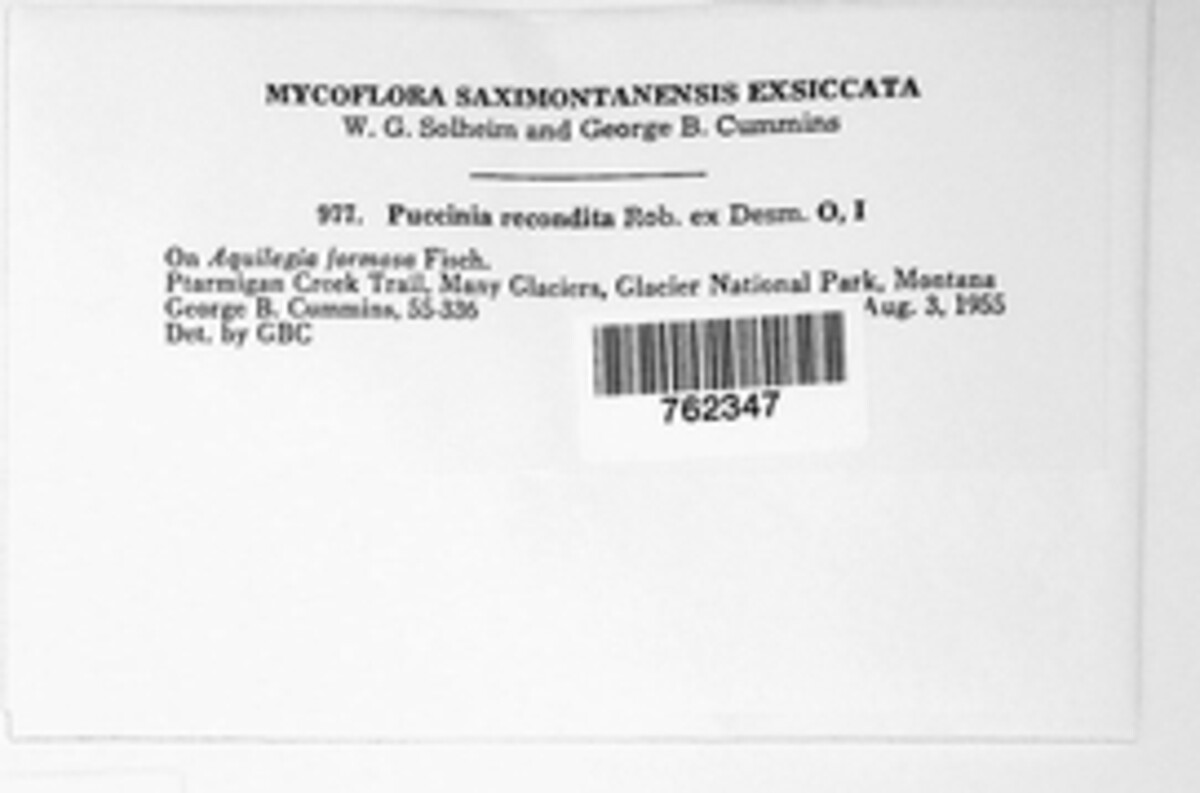 MYCOFLORA SAXIMONTANENSIS EXSICCATA
W. G. Solheim and George B. Cummins
977. Puccinia recondita Rob. ex Desm. O, I
On Aquilegia formosa Fisch.
Ptarmigan Creek Trail, Many Glaciers, Glacier National Park, Montana
George B. Cummins, 55-336 Aug. 3, 1955
Det. by GBC
762347